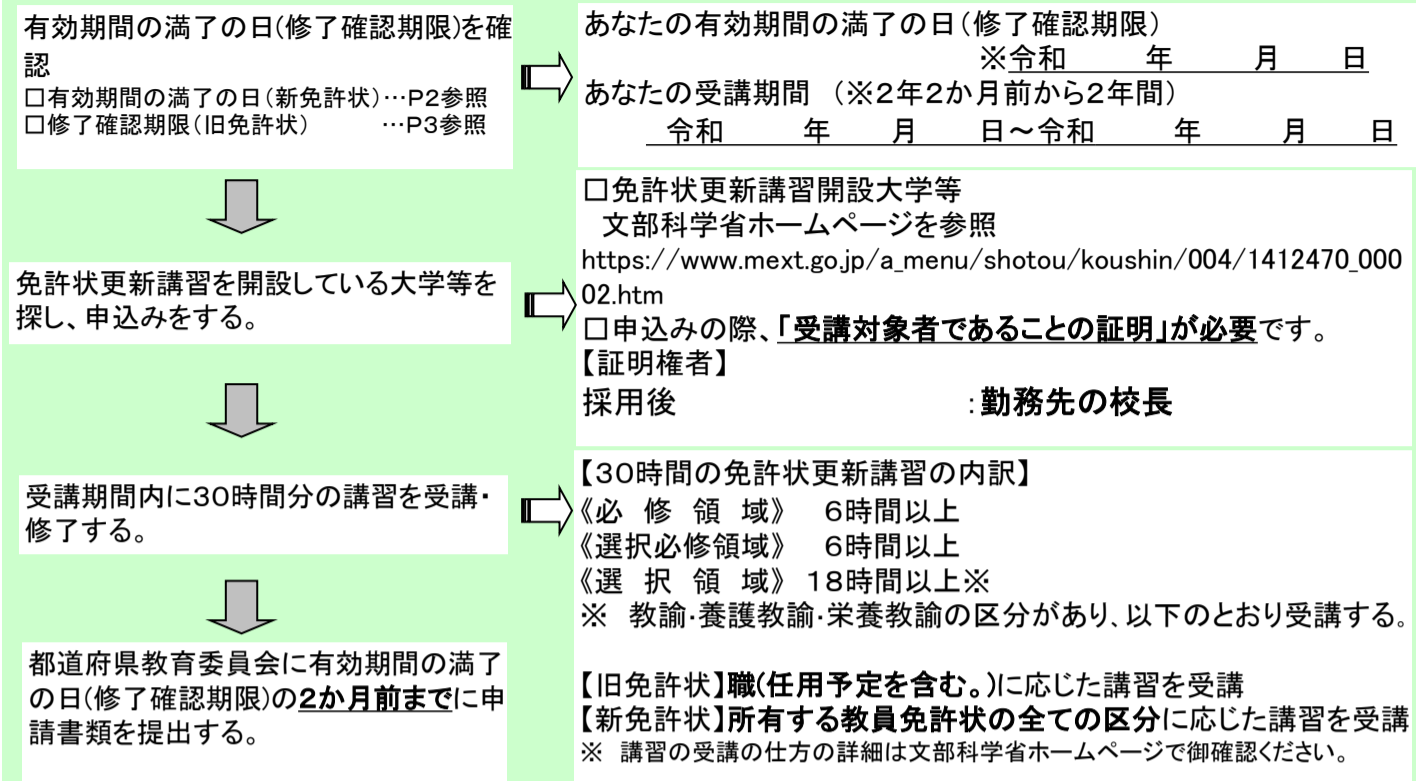 有効期間の満了の日(修了確認期限)を確
認
□有効期間の満了の日(新免許状)…P2参照
□修了確認期限(旧免許状) …P3参照
あなたの有効期間の満了の日(修了確認期限)
※令和 年 月 日
あなたの受講期間 (※2年2か月前から2年間)
令和 年 月 日~令和 年 月 日
免許状更新講習を開設している大学等を
探し、申込みをする。
□免許状更新講習開設大学等
文部科学省ホームページを参照
https://www.mext.go.jp/a_menu/shotou/koushin/004/1412470_000
02.htm
□申込みの際、「受講対象者であることの証明」が必要です。
【証明権者】
採用後 :勤務先の校長
受講期間内に30時間分の講習を受講・
修了する。
【30時間の免許状更新講習の内訳】
《必 修 領 域》 6時間以上
《選択必修領域》 6時間以上
《選 択 領 域》 18時間以上※
※ 教諭・養護教諭・栄養教諭の区分があり、以下のとおり受講する。
【旧免許状】職(任用予定を含む。)に応じた講習を受講
【新免許状】所有する教員免許状の全ての区分に応じた講習を受講
※ 講習の受講の仕方の詳細は文部科学省ホームページで御確認ください。
都道府県教育委員会に有効期間の満了
の日(修了確認期限)の2か月前までに申
請書類を提出する。